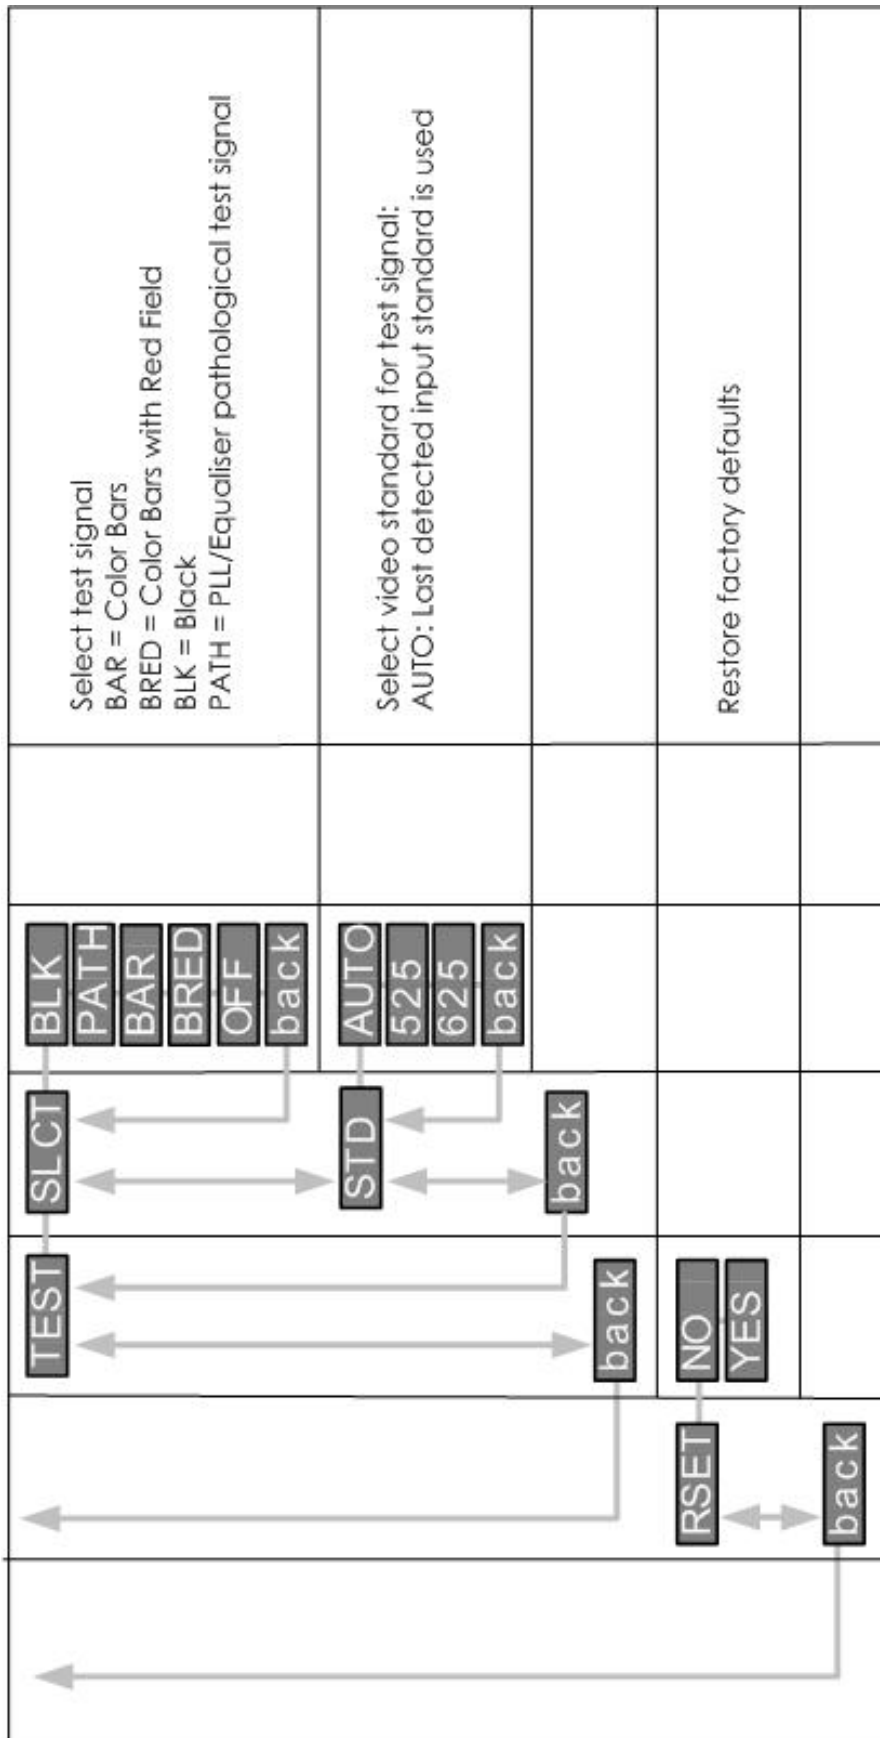 TEST
SLCT
BLK
PATH
BAR
BRED
OFF
back
Select test signal
BAR = Color Bars
BRED = Color Bars with Red Field
BLK = Black
PATH = PLL/Equaliser pathological test signal
STD
AUTO
525
625
back
Select video standard for test signal:
AUTO: Last detected input standard is used
back
back
RSET
NO
YES
Restore factory defaults
back